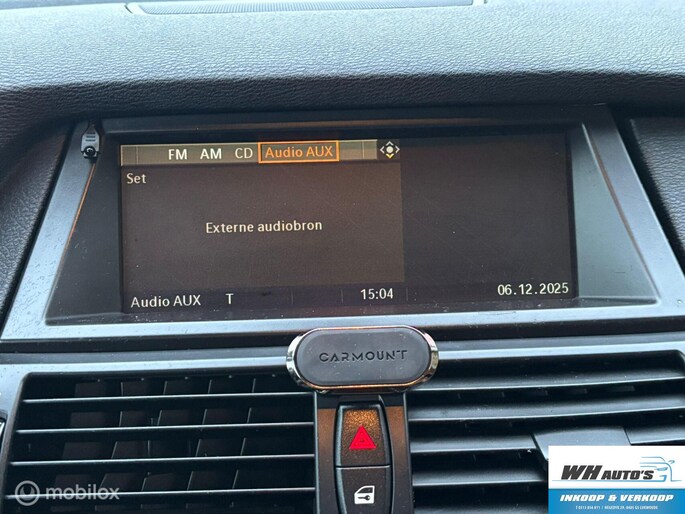 FM AM CD Audio AUX
Set
Externe audiobron
Audio AUX T 15:04 06.12.2025
CARMOUNT
WH AUTO'S
INKOOP & VERKOOP
© mobilox